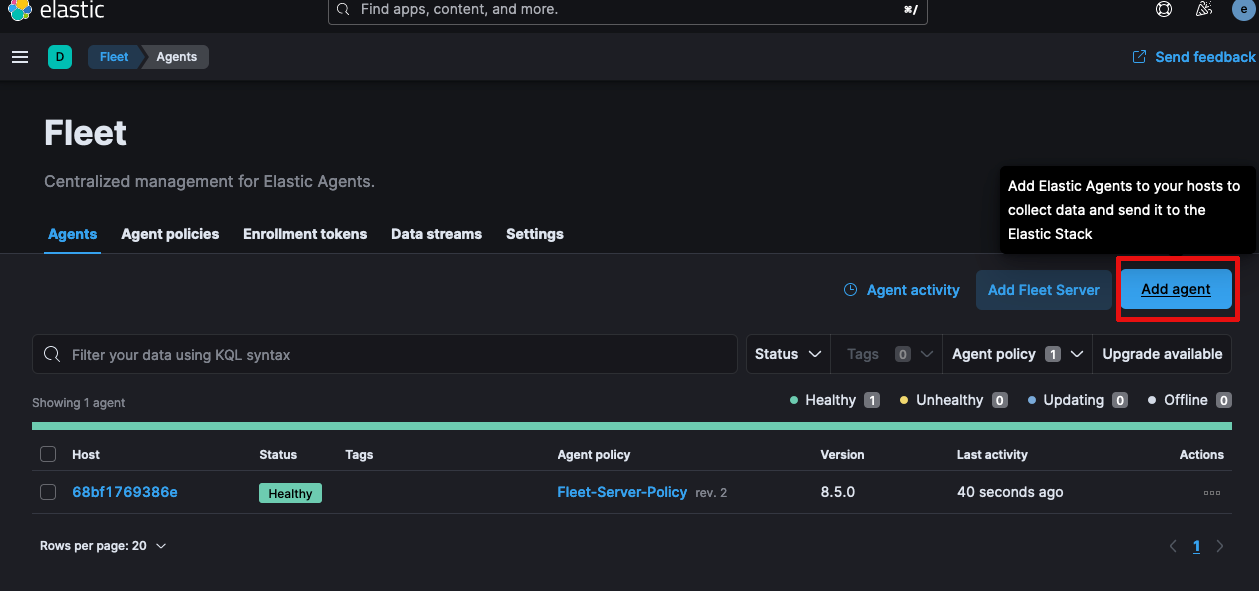 elastic
Find apps, content, and more.
⌘/
e
D
Fleet
Agents
Send feedback
Fleet
Centralized management for Elastic Agents.
Add Elastic Agents to your hosts to
collect data and send it to the
Elastic Stack
Agents Agent policies Enrollment tokens Data streams Settings
Agent activity Add Fleet Server Add agent
Filter your data using KQL syntax
Status Tags 0 Agent policy 1 Upgrade available
Showing 1 agent
Healthy 1 Unhealthy 0 Updating 0 Offline 0
Host Status Tags Agent policy Version Last activity Actions
68bf1769386e Healthy Fleet-Server-Policy rev. 2 8.5.0 40 seconds ago
Rows per page: 20
1